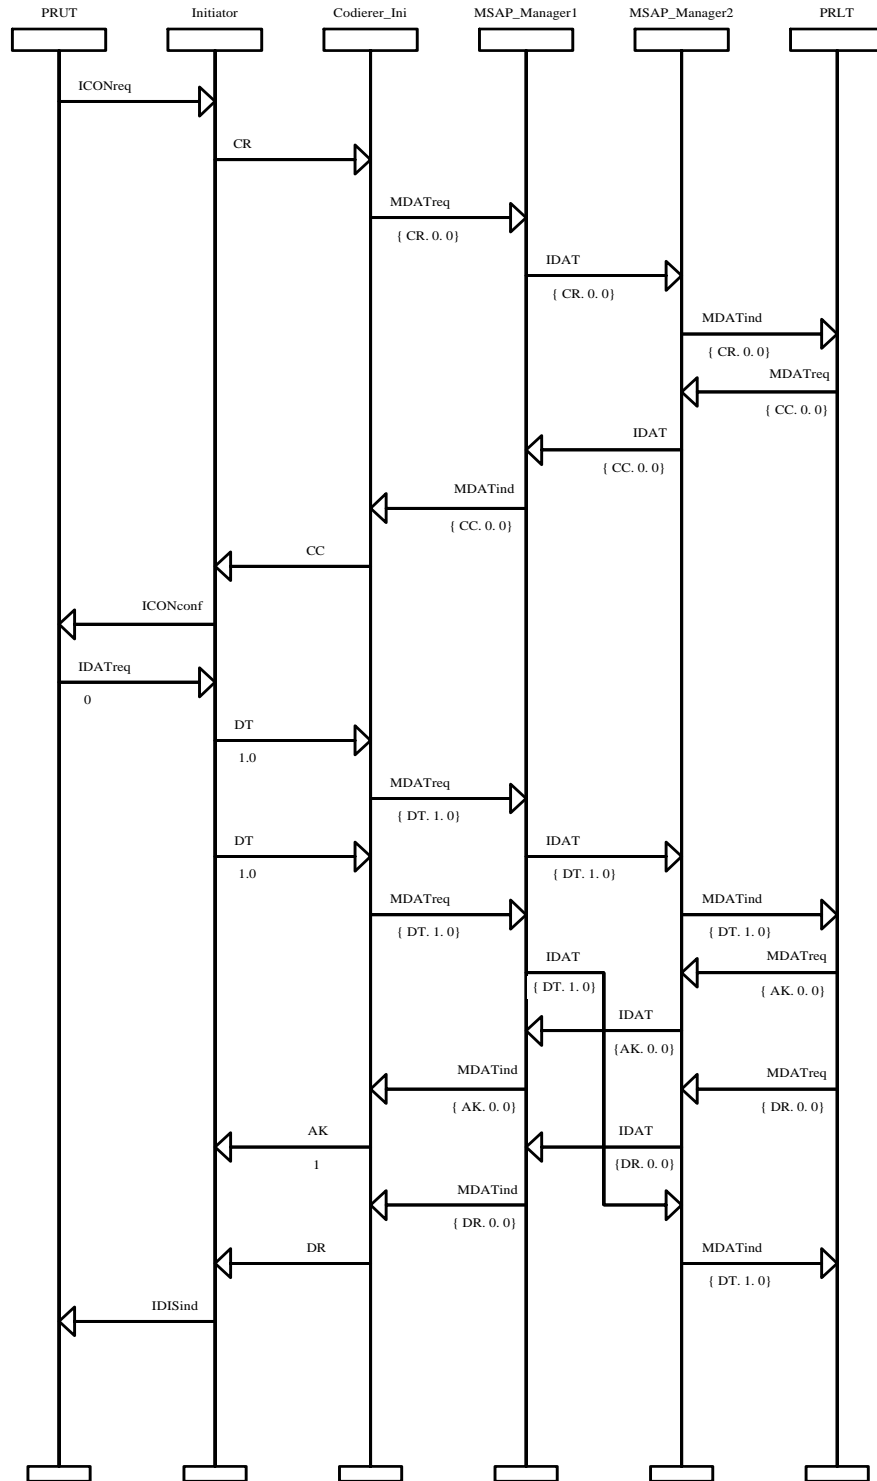 PRUT Initiator Codierer_Ini MSAP_Manager1 MSAP_Manager2 PRLT
ICONreq
CR
MDATreq
{ CR. 0. 0}
IDAT
{ CR. 0. 0}
MDATind
{ CR. 0. 0}
MDATreq
{ CC. 0. 0}
IDAT
{ CC. 0. 0}
MDATind
{ CC. 0. 0}
CC
ICONconf
IDATreq
0
DT
1.0
MDATreq
{ DT. 1. 0}
DT IDAT
1.0 { DT. 1. 0}
MDATreq MDATind
{ DT. 1. 0} { DT. 1. 0}
IDAT MDATreq
{ DT. 1. 0} { AK. 0. 0}
IDAT
{AK. 0. 0}
MDATind MDATreq
{ AK. 0. 0} { DR. 0. 0}
AK IDAT
1 {DR. 0. 0}
MDATind
{ DR. 0. 0}
DR MDATind
{ DT. 1. 0}
IDISind